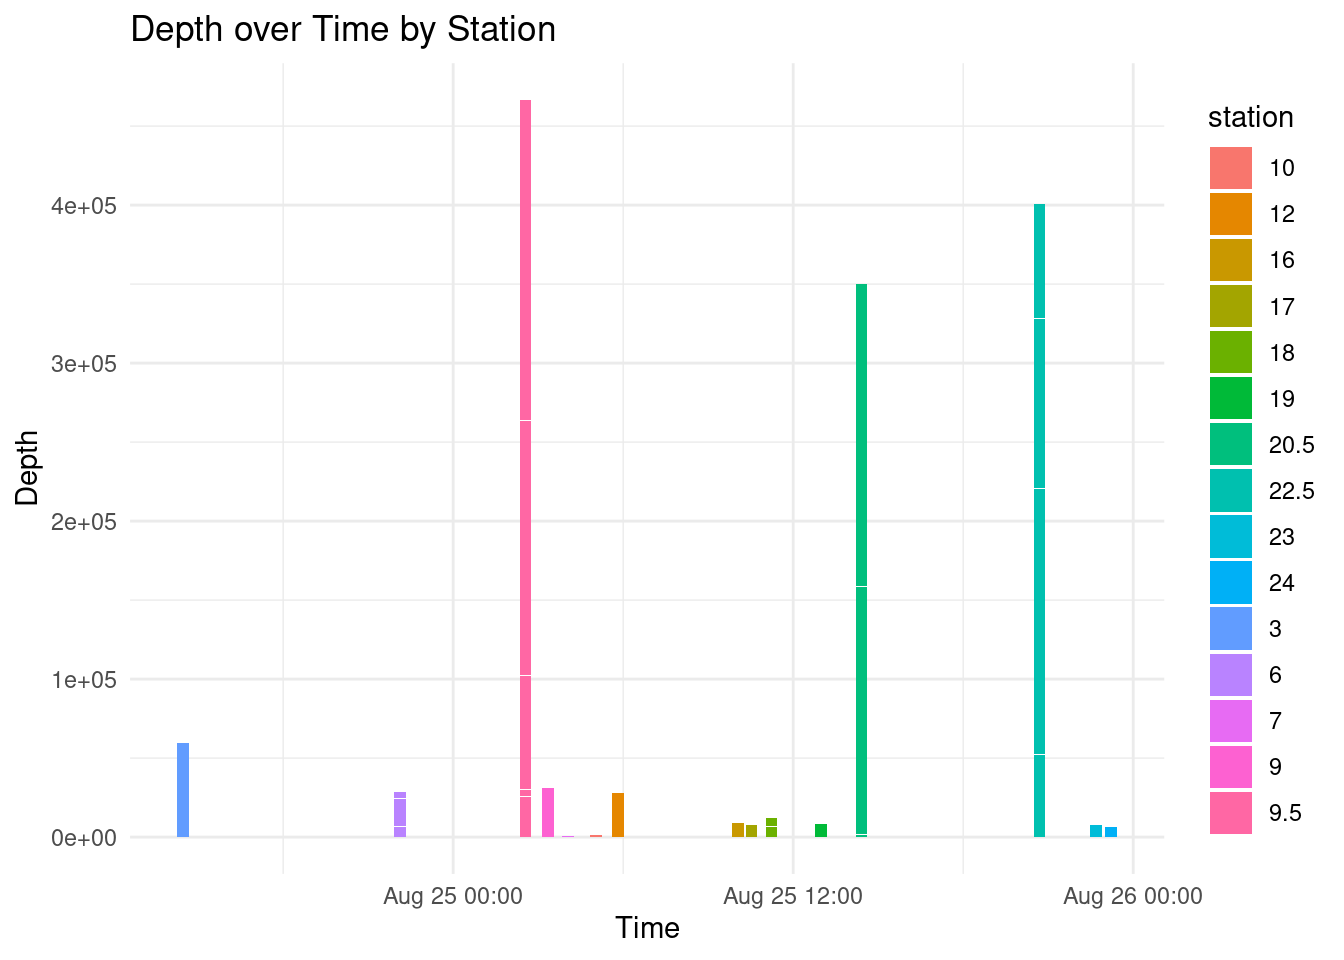 Depth over Time by Station
Depth
4e+05
3e+05
2e+05
1e+05
0e+00
Aug 25 00:00
Aug 25 12:00
Aug 26 00:00
Time
station
10
12
16
17
18
19
20.5
22.5
23
24
3
6
7
9
9.5